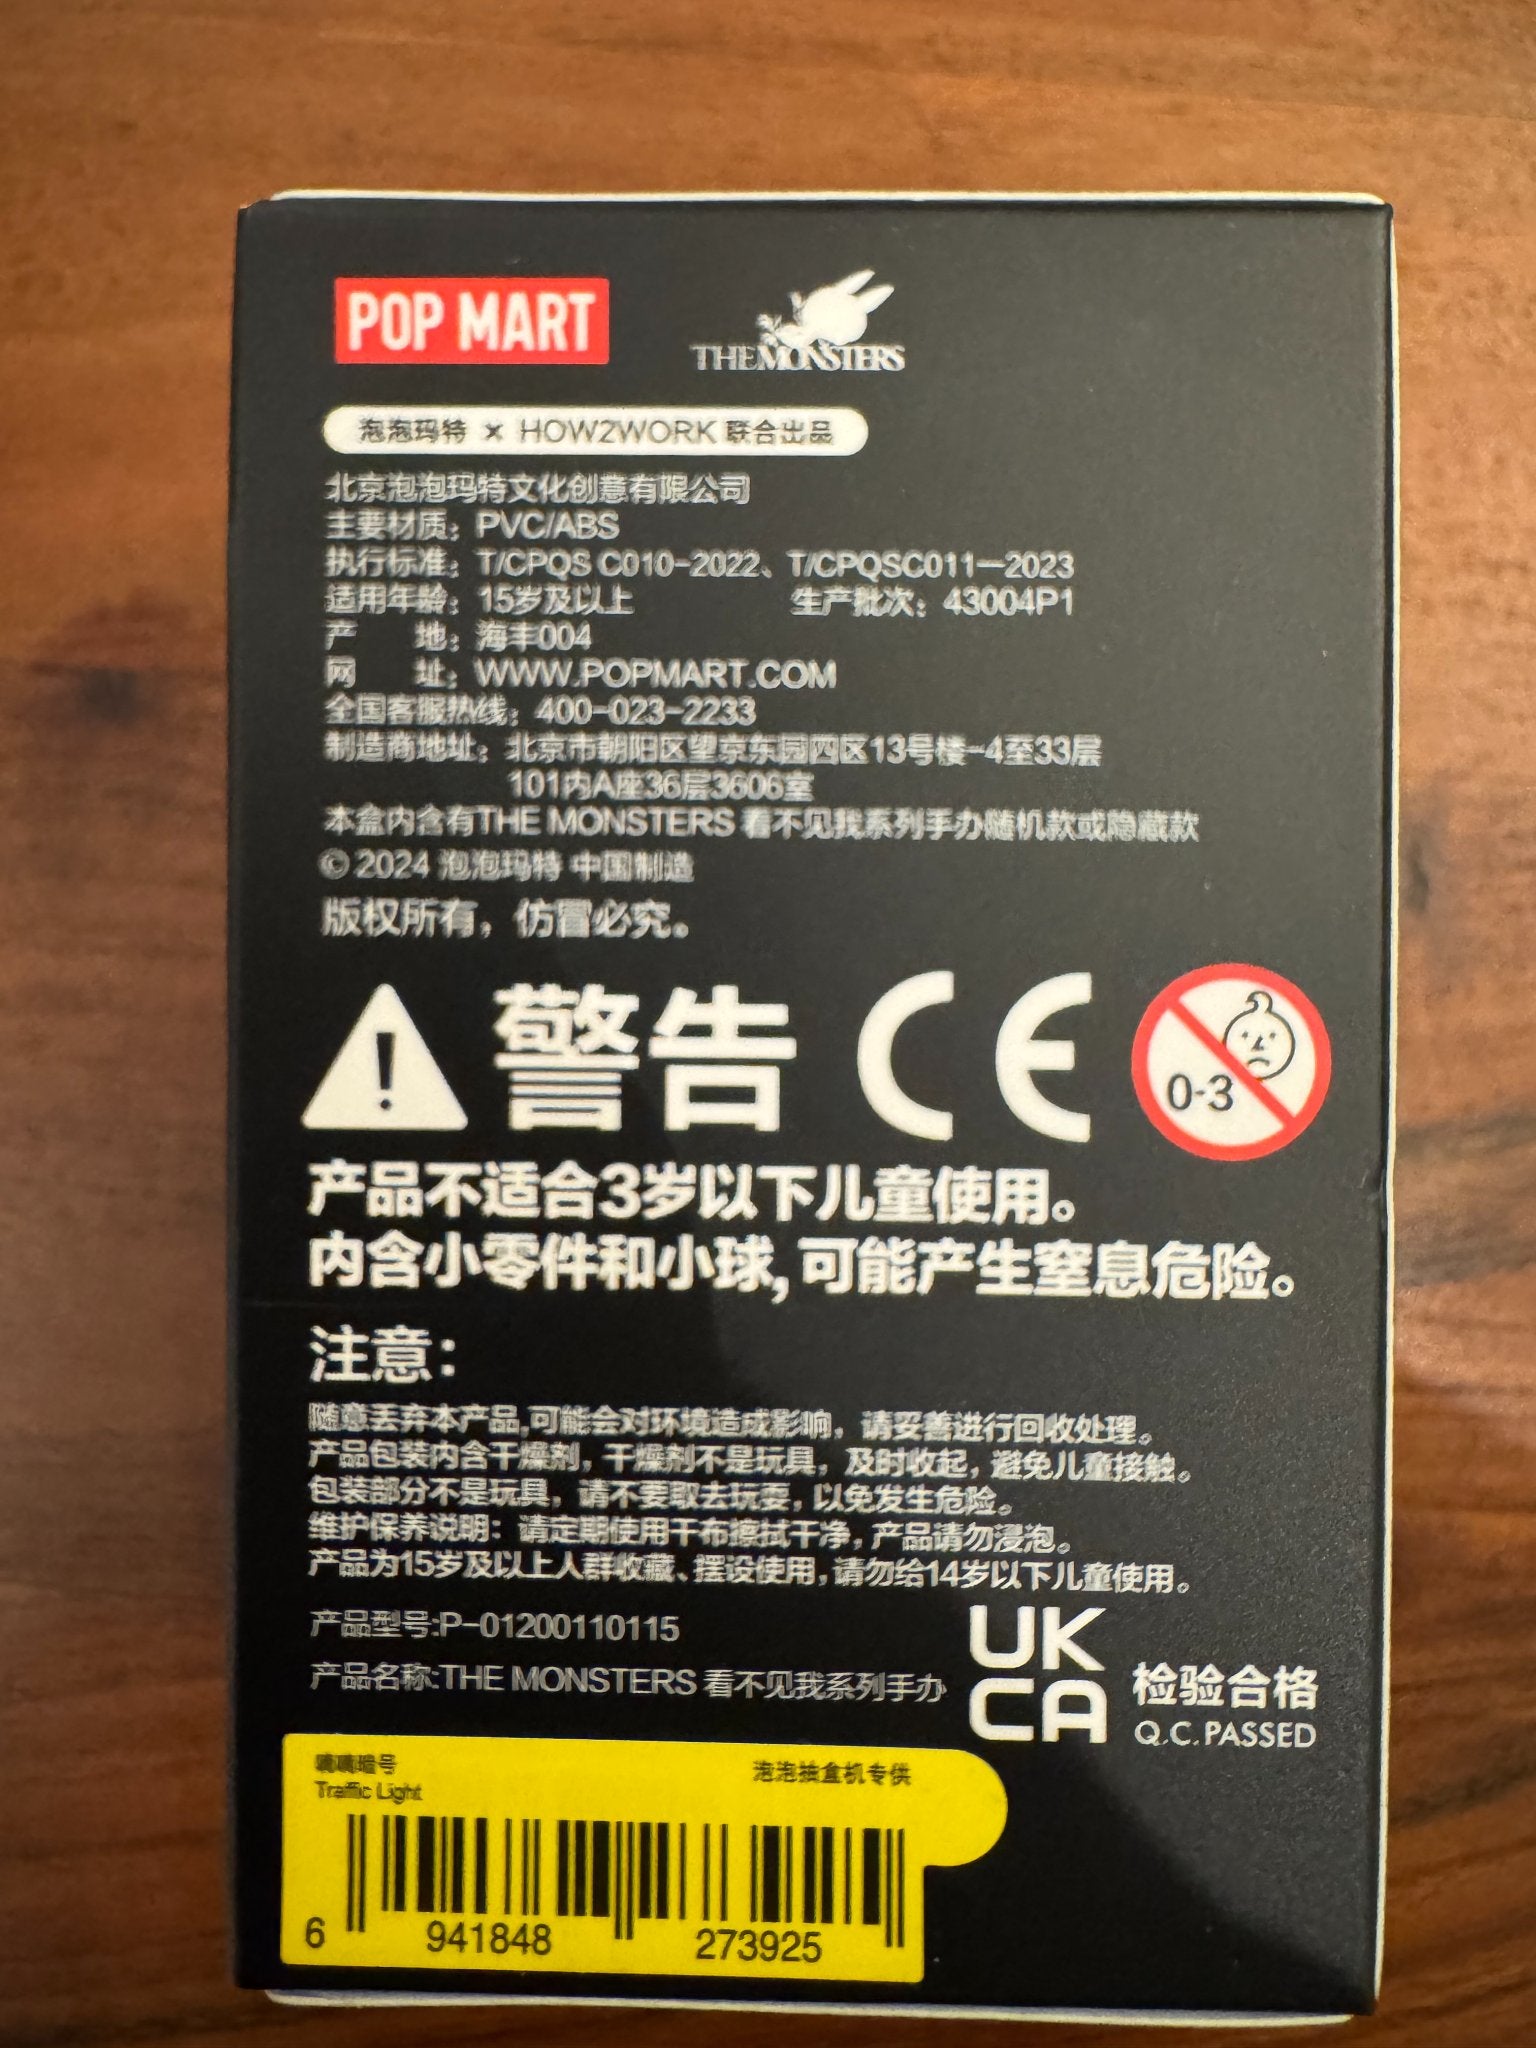 POP MART
THE MONSTERS
泡泡玛特 × HOW2WORK 联合出品
北京泡泡玛特文化创意有限公司
主要材质：PVC/ABS
执行标准：T/CPQS C010-2022、T/CPQSC011—2023
适用年龄：15岁及以上 生产批次：43004P1
产 地：海丰004
网 址：WWW.POPMART.COM
全国客服热线：400-023-2233
制造商地址：北京市朝阳区望京东园四区13号楼-4至33层
101内A座36层3606室
本盒内含有THE MONSTERS 看不见我系列手办随机款或隐藏款
© 2024 泡泡玛特 中国制造
版权所有，仿冒必究。
! 警告 CE 0-3
产品不适合3岁以下儿童使用。
内含小零件和小球,可能产生窒息危险。
注意：
随意丢弃本产品,可能会对环境造成影响，请妥善进行回收处理。
产品包装内含干燥剂，干燥剂不是玩具，及时收起，避免儿童接触。
包装部分不是玩具，请不要取去玩耍，以免发生危险。
维护保养说明：请定期使用干布擦拭干净，产品请勿浸泡。
产品为15岁及以上人群收藏、摆设使用,请勿给14岁以下儿童使用。
产品型号:P-01200110115
产品名称:THE MONSTERS 看不见我系列手办
UK
CA
检验合格
Q.C.PASSED
暗号 泡泡抽盒机专供
Traffic Light
6 941848 273925